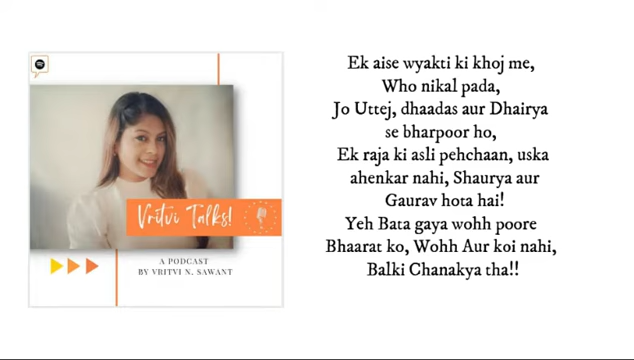 Vritvi Talks!
A PODCAST
BY VRITVI N. SAWANT
Ek aise wyakti ki khoj me,
Who nikal pada,
Jo Uttej, dhaadas aur Dhairya
se bharpoor ho,
Ek raja ki asli pehchaan, uska
ahenkar nahi, Shaurya aur
Gaurav hota hai!
Yeh Bata gaya wohh poore
Bhaarat ko, Wohh Aur koi nahi,
Balki Chanakya tha!!